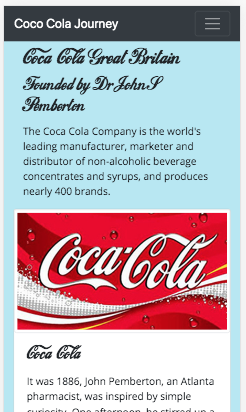 Coco Cola Journey
Coca Cola Great Britain
Founded by Dr John S
Pemberton
The Coca Cola Company is the world's
leading manufacturer, marketer and
distributor of non-alcoholic beverage
concentrates and syrups, and produces
nearly 400 brands.
Coca-Cola
Coca Cola
It was 1886, John Pemberton, an Atlanta
pharmacist, was inspired by simple
curiosity. One afternoon, he stirred up a